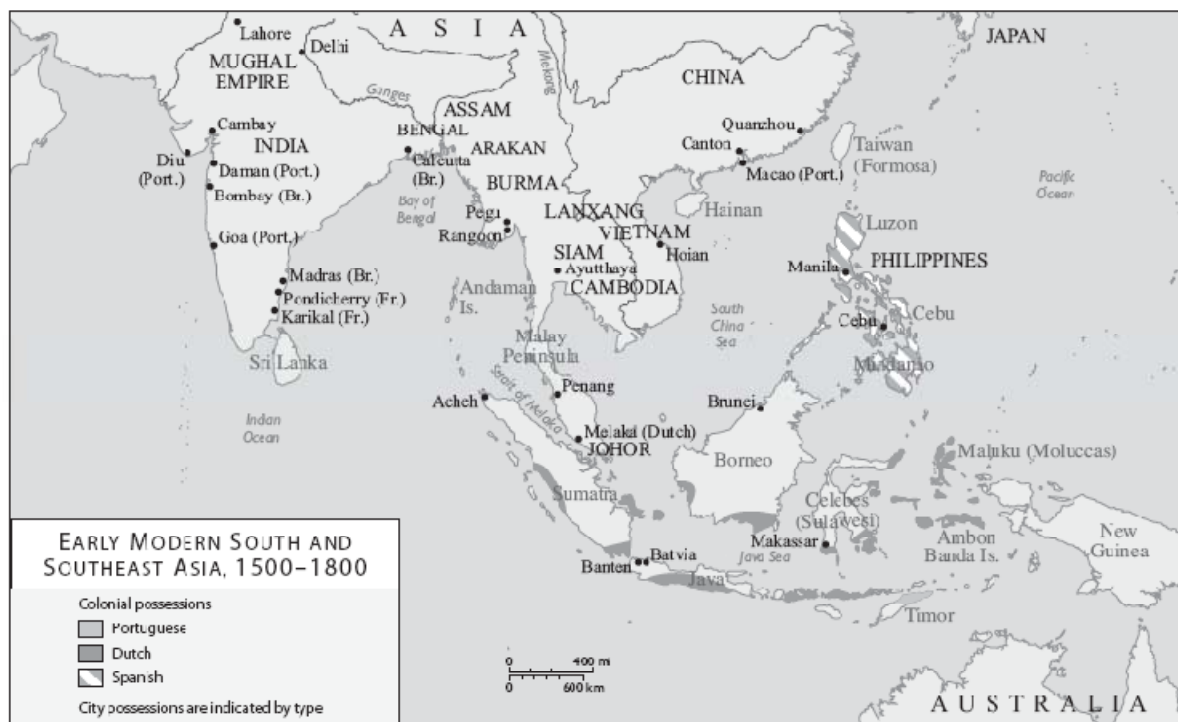 A S I A
JAPAN
Lahore
Delhi
MUGHAL
EMPIRE
CHINA
Mekong
Ganges
ASSAM
Quanzhou
Cambay
BENGAL
INDIA
ARAKAN
Canton
Taiwan
(Formosa)
Diu
(Port.)
Daman (Port.)
Calcutta
(Br.)
Macao (Port.)
Pacific
Ocean
Bombay (Br.)
BURMA
Bay of
Bengal
LANXANG
Hainan
Pegu
Rangoon
VIETNAM
Luzon
Goa (Port.)
SIAM
Hoian
Ayutthaya
Manila
PHILIPPINES
Madras (Br.)
Pondicherry (Fr.)
Karikal (Fr.)
Andaman
Is.
CAMBODIA
South
China
Sea
Cebu
Cebu
Malay
Peninsula
Sri Lanka
Mindanao
Strait of Melaka
Penang
Acheh
Brunei
Indian
Ocean
Melaka (Dutch)
JOHOR
Borneo
Maluku (Moluccas)
Sumatra
Celebes
(Sulawesi)
New
Guinea
Makassar
Java Sea
Ambon
Banda Is.
Batvia
Banten
Java
Timor
EARLY MODERN SOUTH AND
SOUTHEAST ASIA, 1500–1800
Colonial possessions
Portuguese
Dutch
Spanish
City possessions are indicated by type
0 400 mi
0 600 km
A U S T R A L I A